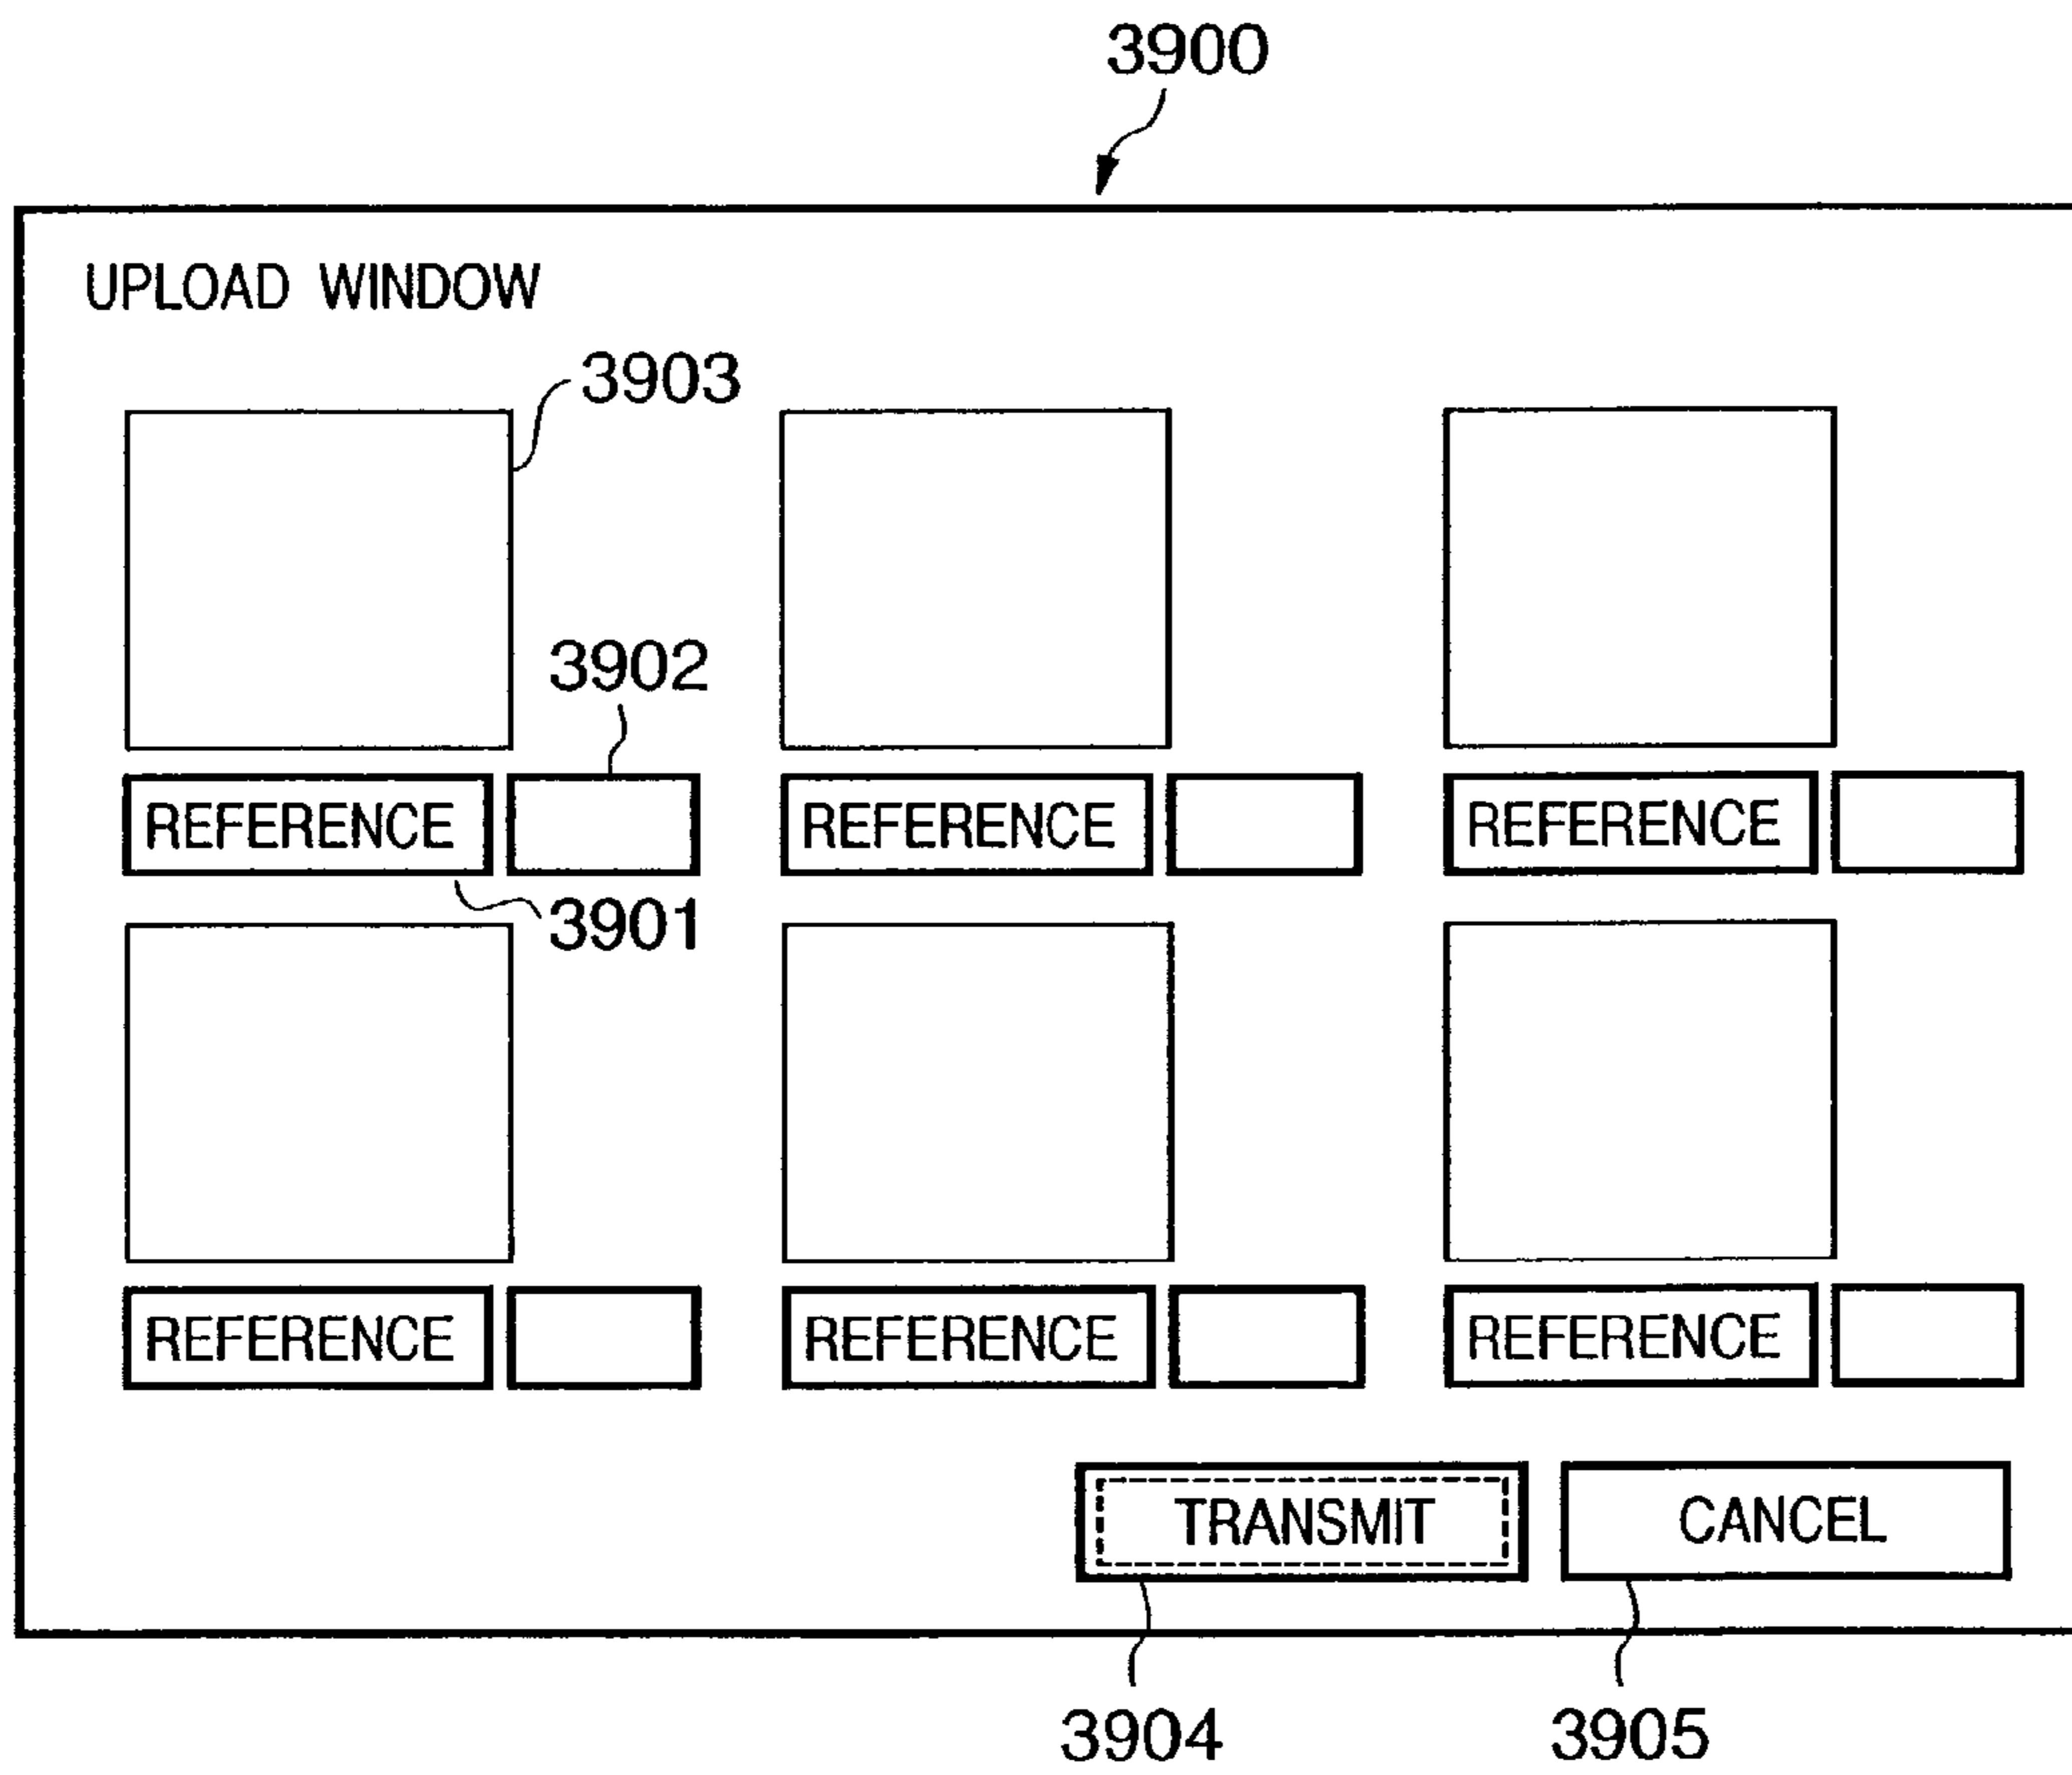 3900
UPLOAD WINDOW
3903
3902
REFERENCE REFERENCE REFERENCE
3901
REFERENCE REFERENCE REFERENCE
TRANSMIT CANCEL
3904 3905